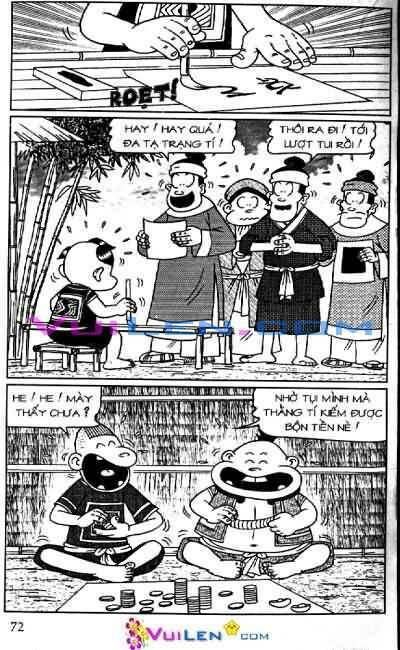 ROẸT!
HAY! HAY QUÁ!
ĐA TẠ TRẠNG TÍ!
THÔI RA ĐI! TỚI
LƯỢT TUI RỒI!
VUILEN.COM
HE! HE! MÀY
THẤY CHƯA?
NHỜ TỤI MÌNH MÀ
THẰNG TÍ KIẾM ĐƯỢC
BỘN TIỀN NÈ!
72
VUILEN.COM